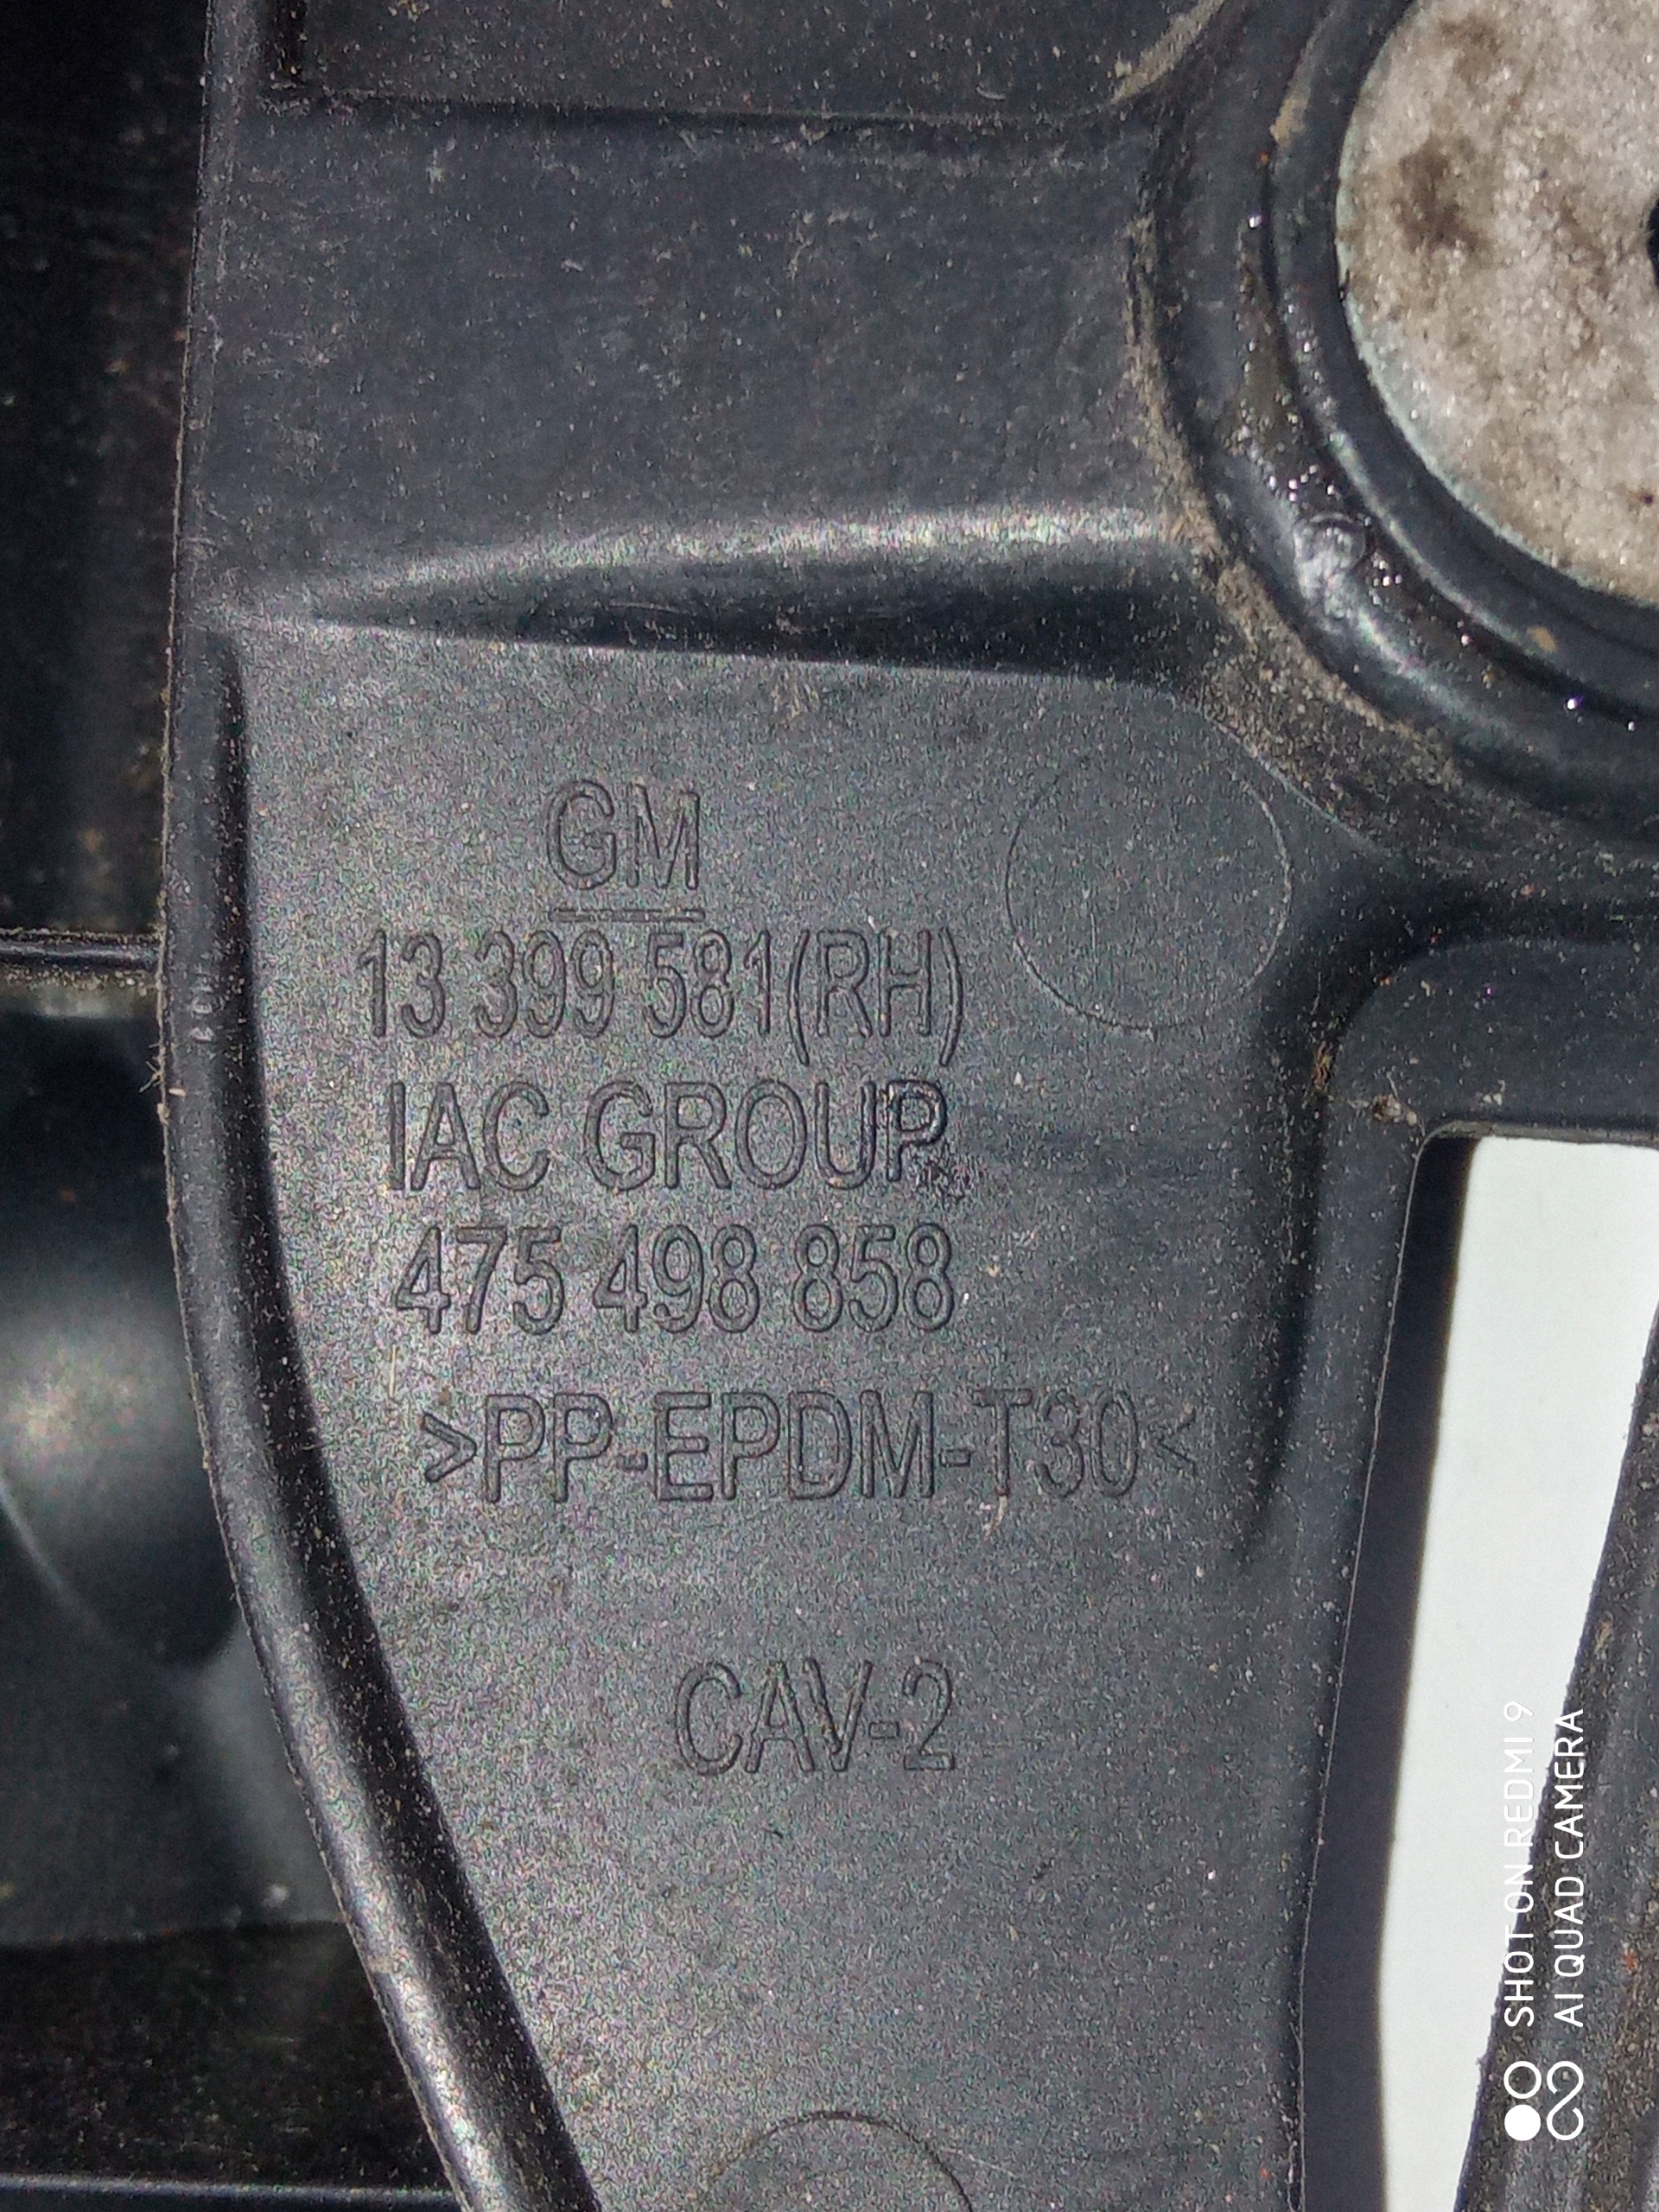 GM
13 399 581(RH)
IAC GROUP
475 498 858
>PP-EPDM-T30<
CAV-2
SHOT ON REDMI 9
AI QUAD CAMERA